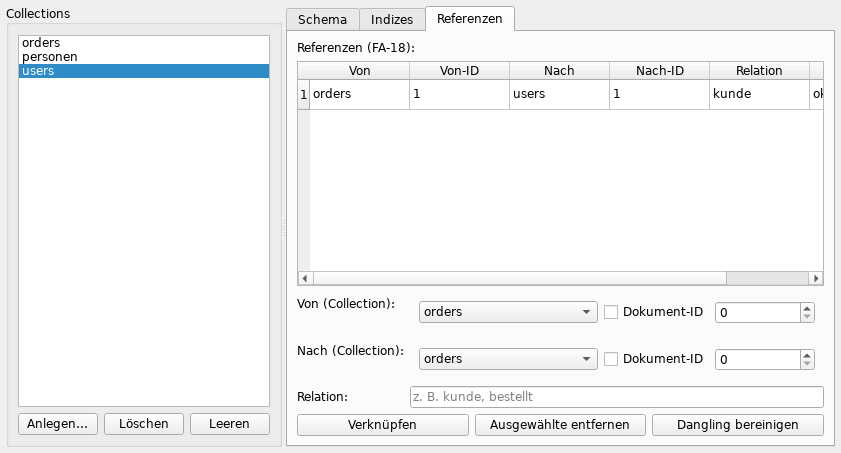 Collections
orders
personen
users
Anlegen...
Löschen
Leeren
Schema
Indizes
Referenzen
Referenzen (FA-18):
Von Von-ID Nach Nach-ID Relation
1 orders 1 users 1 kunde
Von (Collection): orders Dokument-ID 0
Nach (Collection): orders Dokument-ID 0
Relation: z. B. kunde, bestellt
Verknüpfen Ausgewählte entfernen Dangling bereinigen